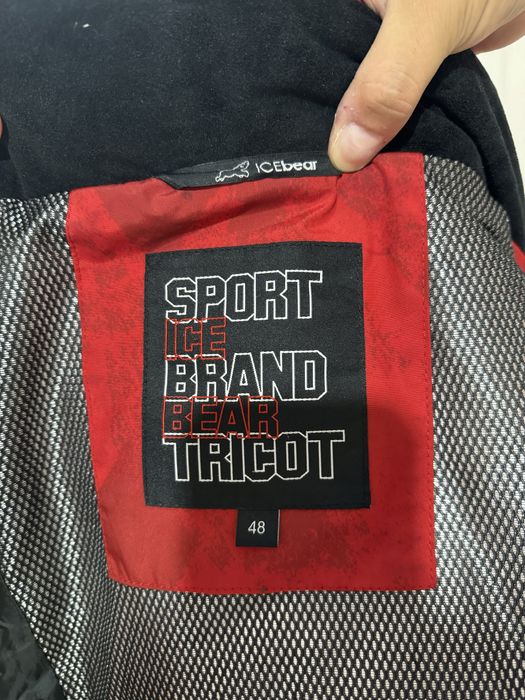 ICEbear
SPORT
ICE
BRAND
BEAR
TRICOT
48